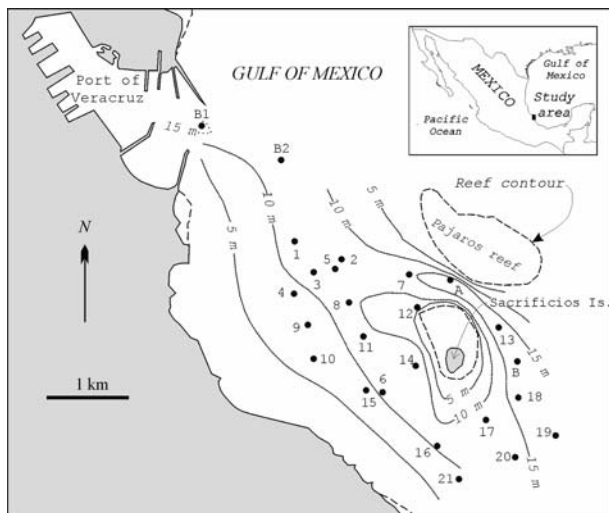 GULF OF MEXICO
Port of
Veracruz
B1
15 m
B2
MEXICO
Gulf of
Mexico
Study
area
Pacific
Ocean
5 m
10 m
Reef contour
Pajaros reef
N
1 km
5 m
10 m
1
2
5
3
4
7
A
8
12
Sacrificios Is.
9
11
13
10
14
B
15 m
15
6
5 m
10 m
18
17
16
19
20
15 m
21